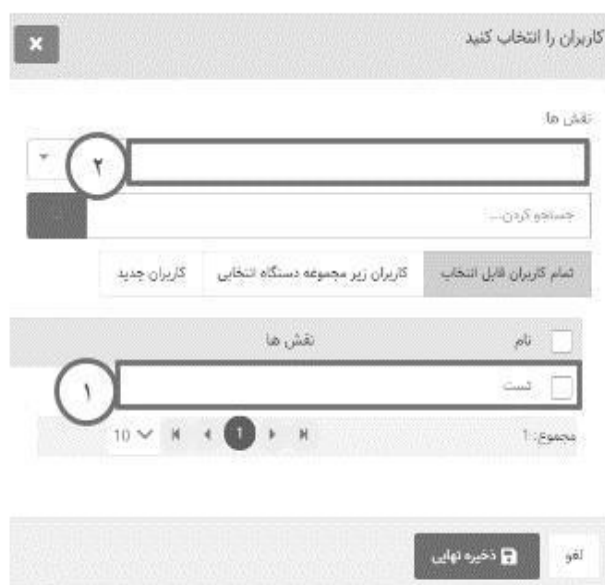 کاربران را انتخاب کنید
نقش ها
۲
جستجو کردن...
تمام کاربران قابل انتخاب کاربران زیر مجموعه دستگاه انتخابی کاربران جدید
نام نقش ها
تست ۱
مجموع: 1 1 10
لغو ذخیره نهایی